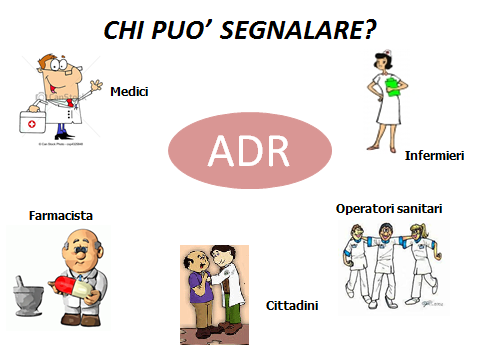 CHI PUO’ SEGNALARE?
Medici
ADR
Infermieri
Farmacista
Operatori sanitari
Cittadini